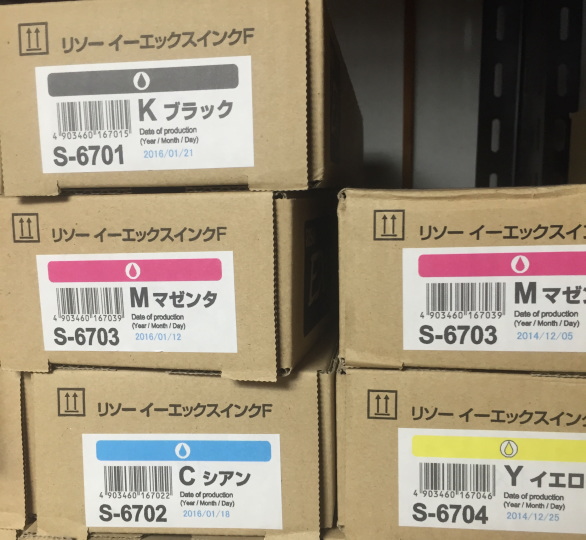 リソー イーエックスインクF
K ブラック
4 903460 167015
Date of production
(Year / Month / Day)
S-6701
2016/01/21
リソー イーエックスインクF
M マゼンタ
4 903460 167039
Date of production
(Year / Month / Day)
S-6703
2016/01/12
リソー イーエックスイン
M マゼン
4 903460 167039
Date of production
(Year / Month / Day)
S-6703
2014/12/05
リソー イーエックスインクF
C シアン
4 903460 167022
Date of production
(Year / Month / Day)
S-6702
2016/01/18
リソー イーエックスインク
Y イエロ
4 903460 167046
Date of production
(Year / Month / Day)
S-6704
2014/12/25